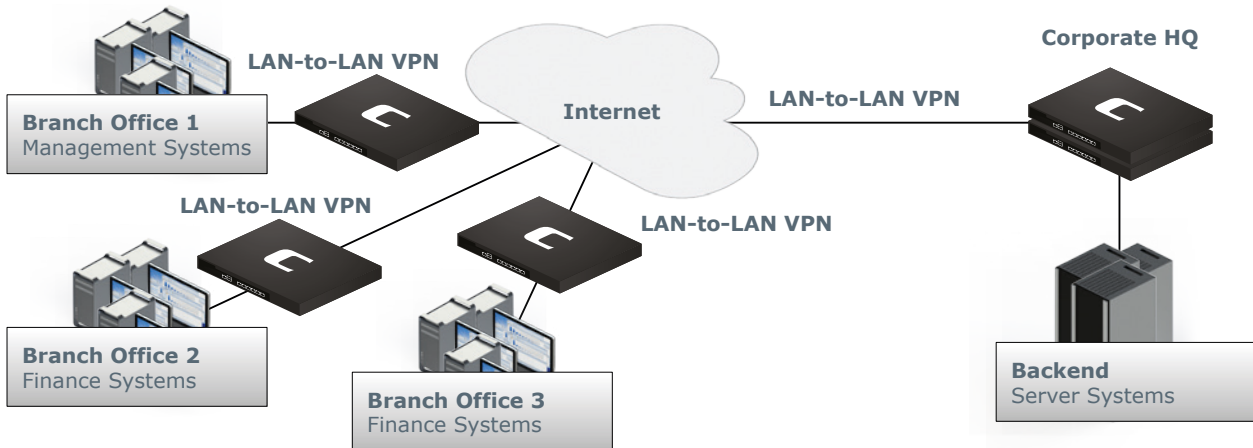 LAN-to-LAN VPN
Branch Office 1
Management Systems
Internet
LAN-to-LAN VPN
Corporate HQ
LAN-to-LAN VPN
Branch Office 2
Finance Systems
LAN-to-LAN VPN
Branch Office 3
Finance Systems
Backend
Server Systems